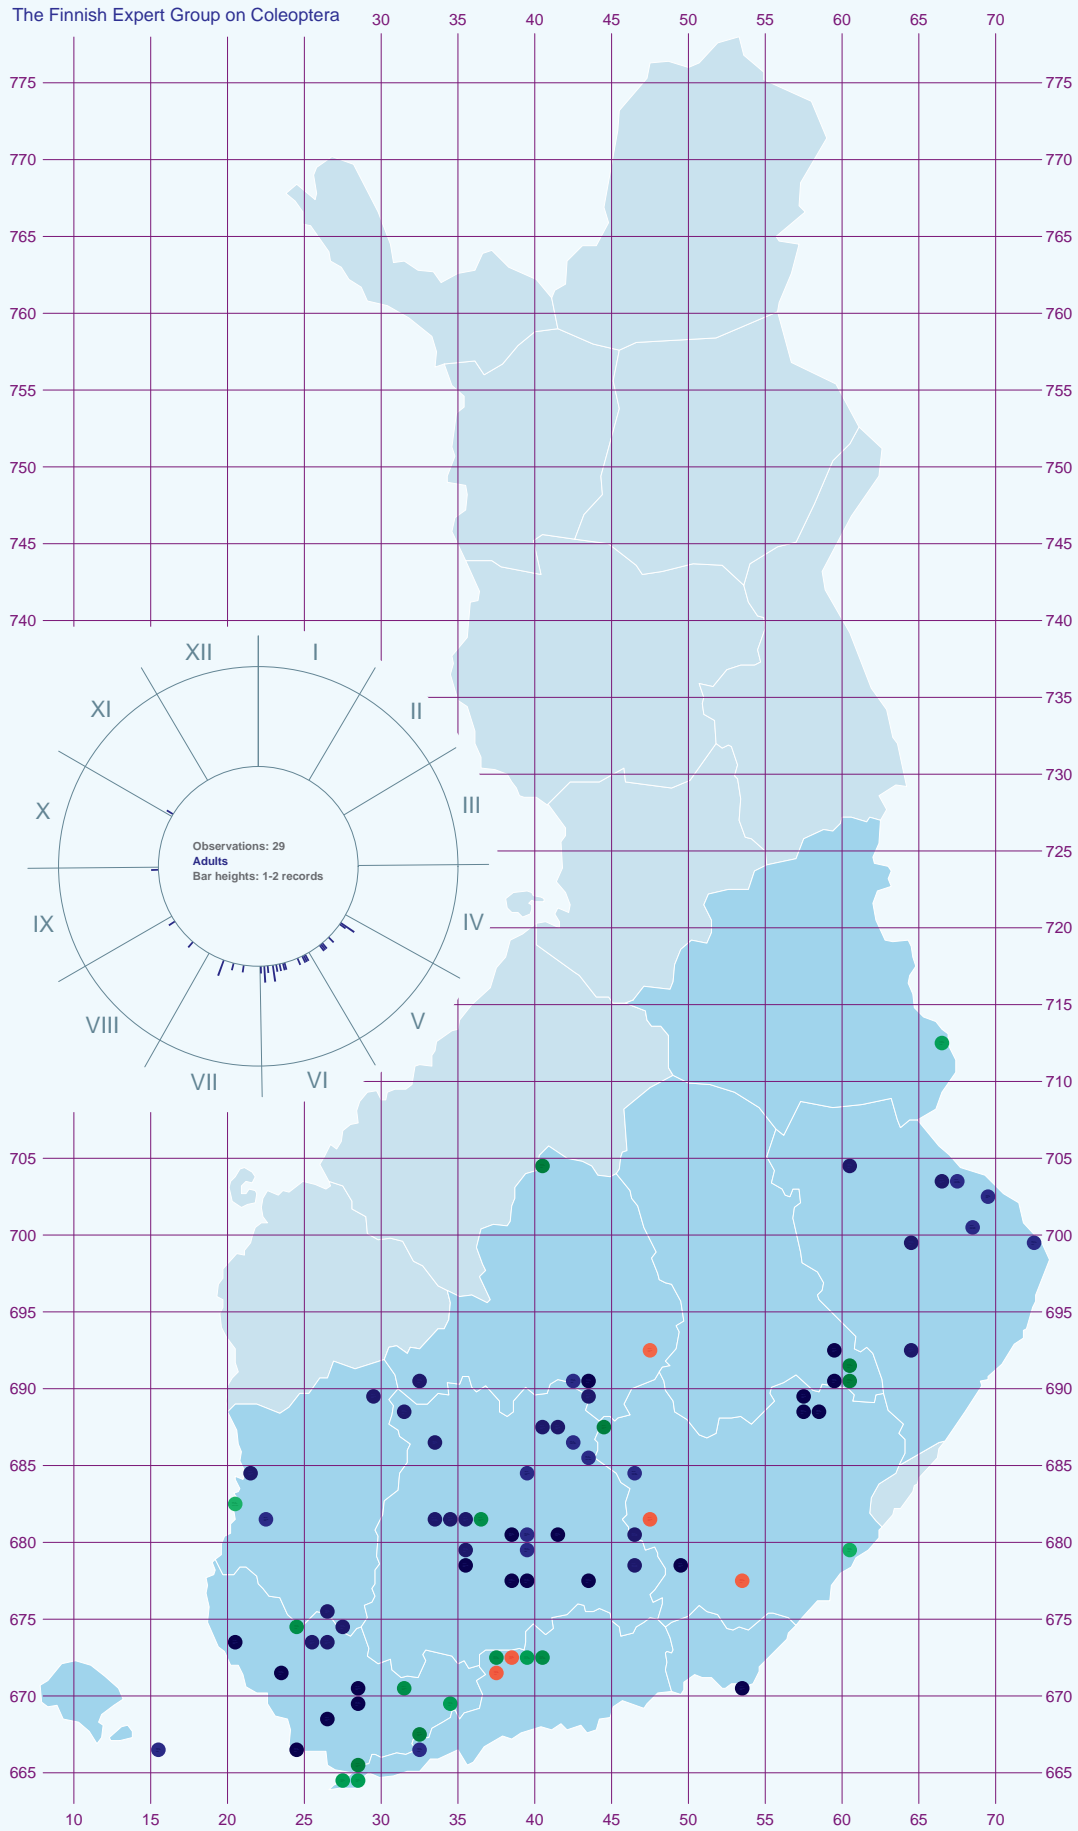 The Finnish Expert Group on Coleoptera
30 35 40 45 50 55 60 65 70
775 775
770 770
765 765
760 760
755 755
750 750
745 745
740 740
XII I
XI II
735
730
X III
Observations: 29
Adults
Bar heights: 1-2 records
725
IX IV
720
715
VIII V
VII VI
710
705 705
700 700
695 695
690 690
685 685
680 680
675 675
670 670
665 665
10 15 20 25 30 35 40 45 50 55 60 65 70